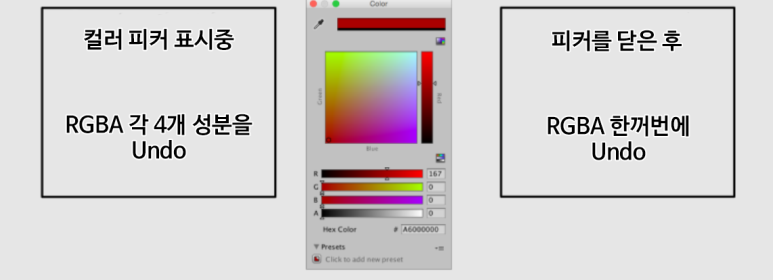 컬러 피커 표시중
RGBA 각 4개 성분을
Undo
Color
Green
Red
Blue
R 167
G 0
B 0
A 0
Hex Color # A6000000
Presets
Click to add new preset
피커를 닫은 후
RGBA 한꺼번에
Undo